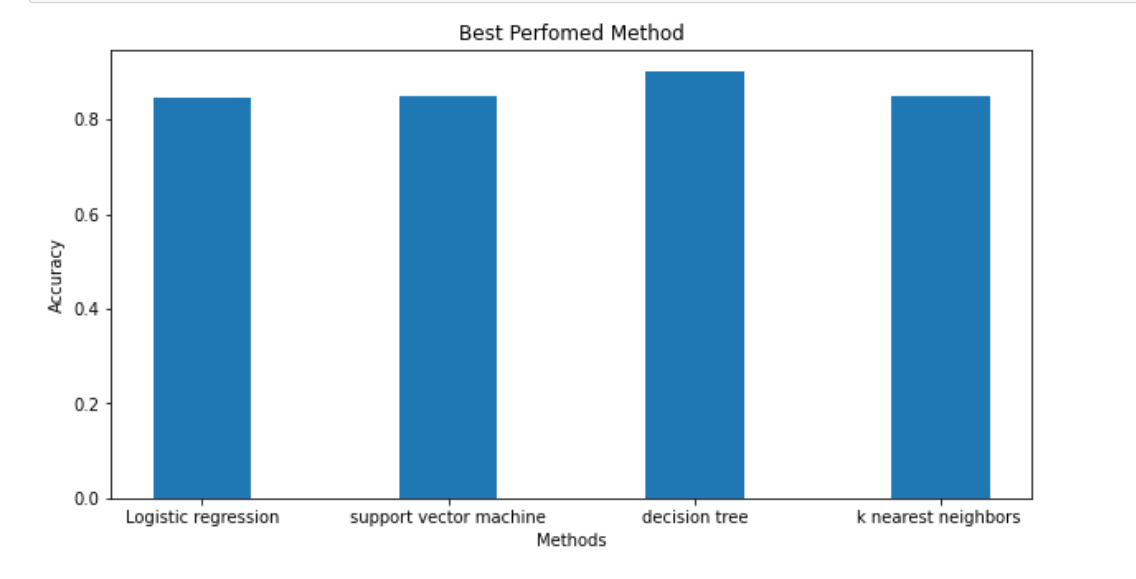 Best Perfomed Method
Accuracy
0.8
0.6
0.4
0.2
0.0
Logistic regression support vector machine decision tree k nearest neighbors
Methods